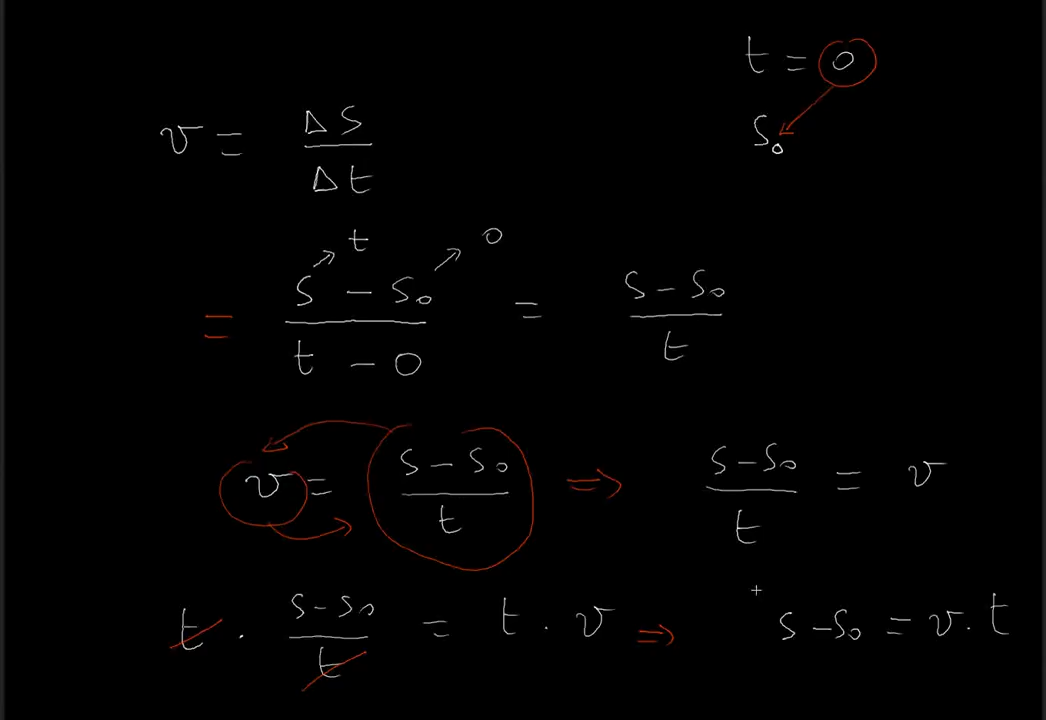 t = 0
S₀
v = ΔS / Δt
t 0
= S - S₀ / t - 0 = S - S₀ / t
v = S - S₀ / t ⇒ S - S₀ / t = v
t . S - S₀ / t = t . v ⇒ S - S₀ = v . t